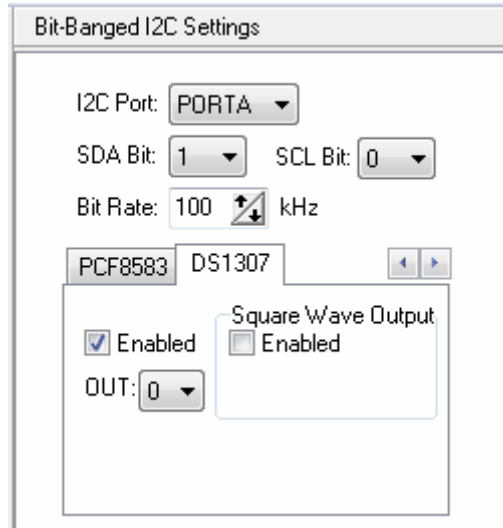 Bit-Banged I2C Settings
I2C Port: PORTA
SDA Bit: 1 SCL Bit: 0
Bit Rate: 100 kHz
PCF8583 DS1307
Square Wave Output
Enabled Enabled
OUT: 0